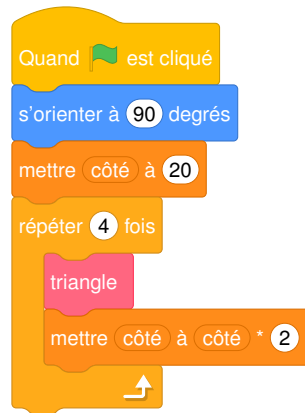 Quand est cliqué
s'orienter à 90 degrés
mettre côté à 20
répéter 4 fois
triangle
mettre côté à côté * 2